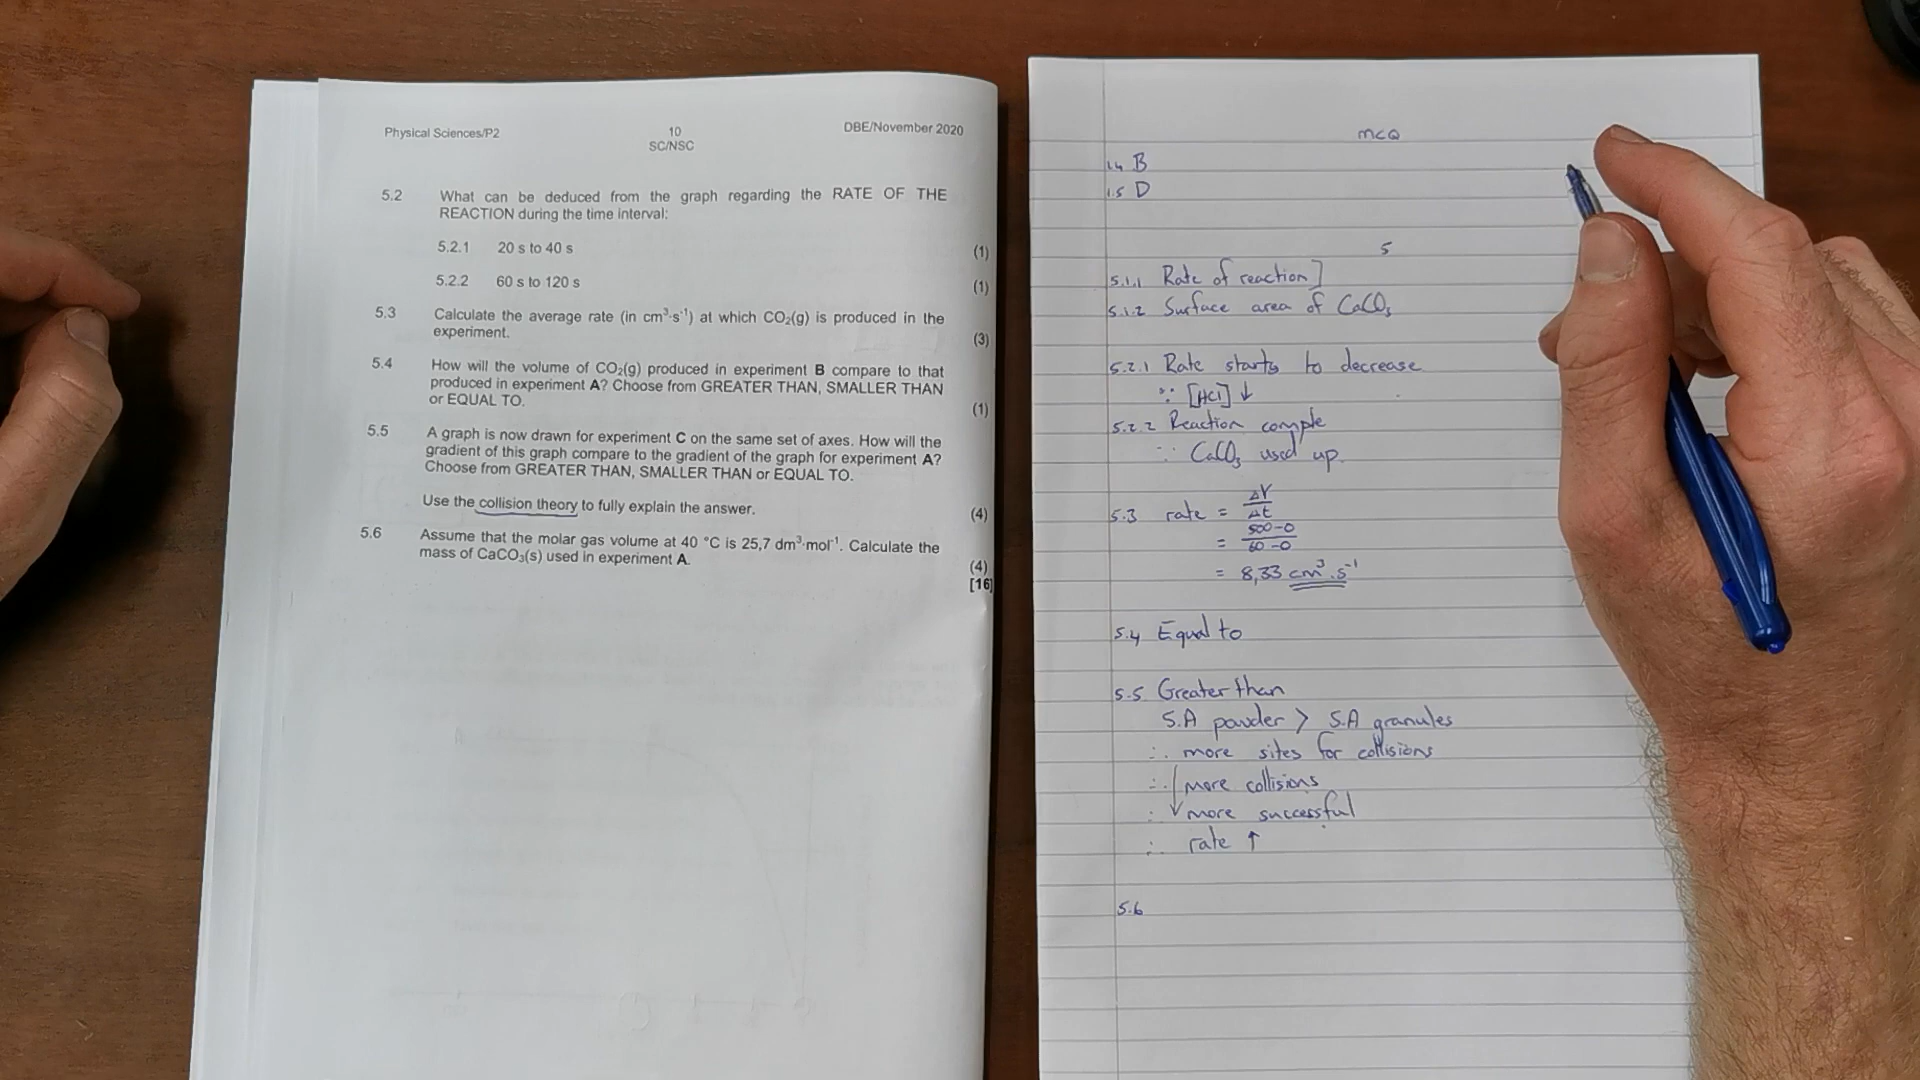 Physical Sciences/P2
10
SC/NSC
DBE/November 2020
5.2 What can be deduced from the graph regarding the RATE OF THE
REACTION during the time interval:
5.2.1 20 s to 40 s (1)
5.2.2 60 s to 120 s (1)
5.3 Calculate the average rate (in cm³·s⁻¹) at which CO₂(g) is produced in the
experiment. (3)
5.4 How will the volume of CO₂(g) produced in experiment B compare to that
produced in experiment A? Choose from GREATER THAN, SMALLER THAN
or EQUAL TO. (1)
5.5 A graph is now drawn for experiment C on the same set of axes. How will the
gradient of this graph compare to the gradient of the graph for experiment A?
Choose from GREATER THAN, SMALLER THAN or EQUAL TO.
Use the collision theory to fully explain the answer. (4)
5.6 Assume that the molar gas volume at 40 °C is 25,7 dm³·mol⁻¹. Calculate the
mass of CaCO₃(s) used in experiment A. (4)
[16]
MCQ
1.4 B
1.5 D
5
5.1.1 Rate of reaction]
5.1.2 Surface area of CaCO₃
5.2.1 Rate starts to decrease
∵ [HCl] ↓
5.2.2 Reaction comple
∵ CaCO₃ used up.
5.3 rate = ΔV/Δt
= 500-0/60-0
= 8,33 cm³.s⁻¹
5.4 Equal to
5.5 Greater than
S.A powder > S.A granules
∴ more sites for collisions
∴ more collisions
∴ ↓ more successful
∴ rate ↑
5.6